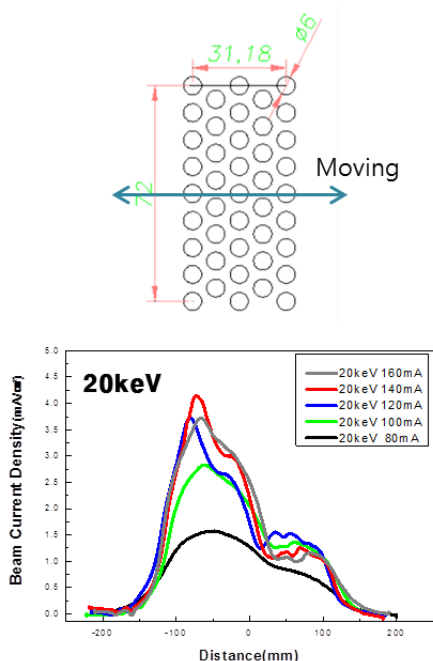 ø6
31,18
Moving
72
20keV
20keV 160mA
20keV 140mA
20keV 120mA
20keV 100mA
20keV 80mA
Beam Current Density(mA/cm²)
5.0
4.5
4.0
3.5
3.0
2.5
2.0
1.5
1.0
0.5
0.0
-200 -100 0 100 200
Distance(mm)